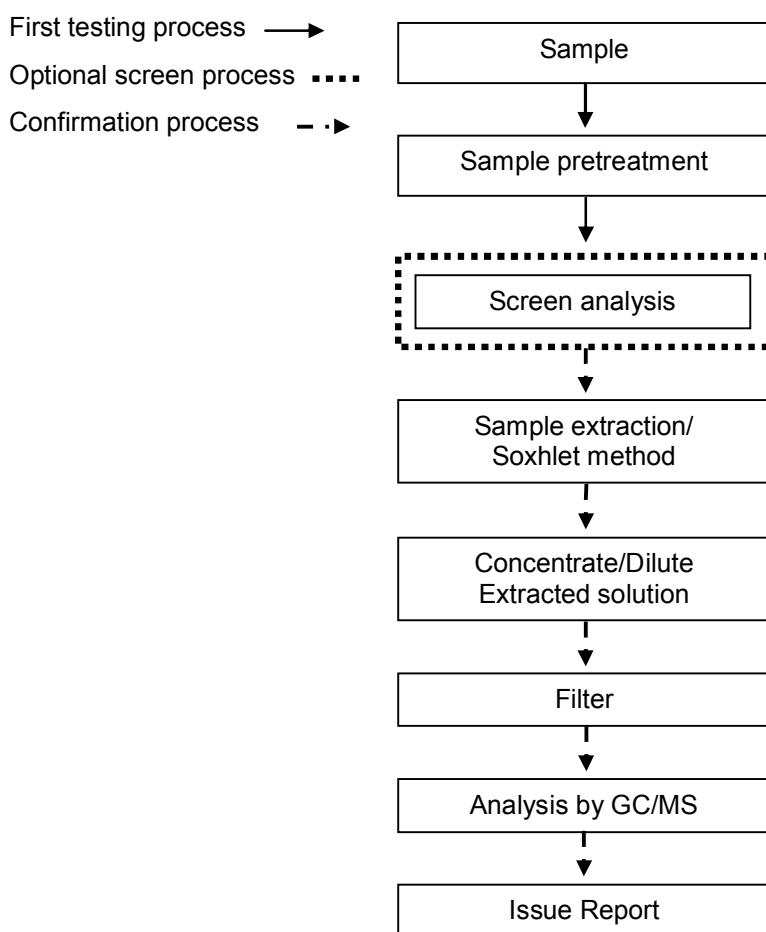 First testing process
Optional screen process
Confirmation process
Sample
Sample pretreatment
Screen analysis
Sample extraction/
Soxhlet method
Concentrate/Dilute
Extracted solution
Filter
Analysis by GC/MS
Issue Report